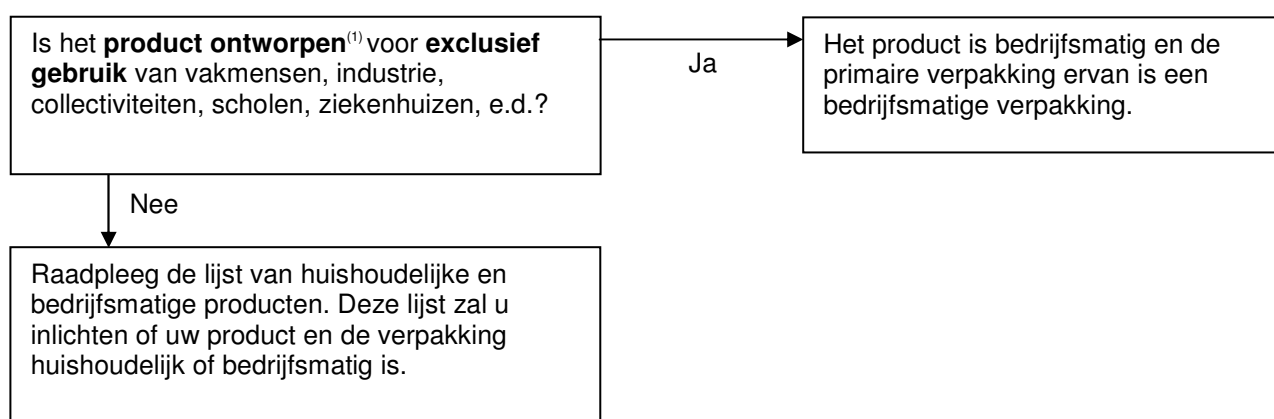 Is het product ontworpen(1) voor exclusief
gebruik van vakmensen, industrie,
collectiviteiten, scholen, ziekenhuizen, e.d.?
Ja
Het product is bedrijfsmatig en de
primaire verpakking ervan is een
bedrijfsmatige verpakking.
Nee
Raadpleeg de lijst van huishoudelijke en
bedrijfsmatige producten. Deze lijst zal u
inlichten of uw product en de verpakking
huishoudelijk of bedrijfsmatig is.